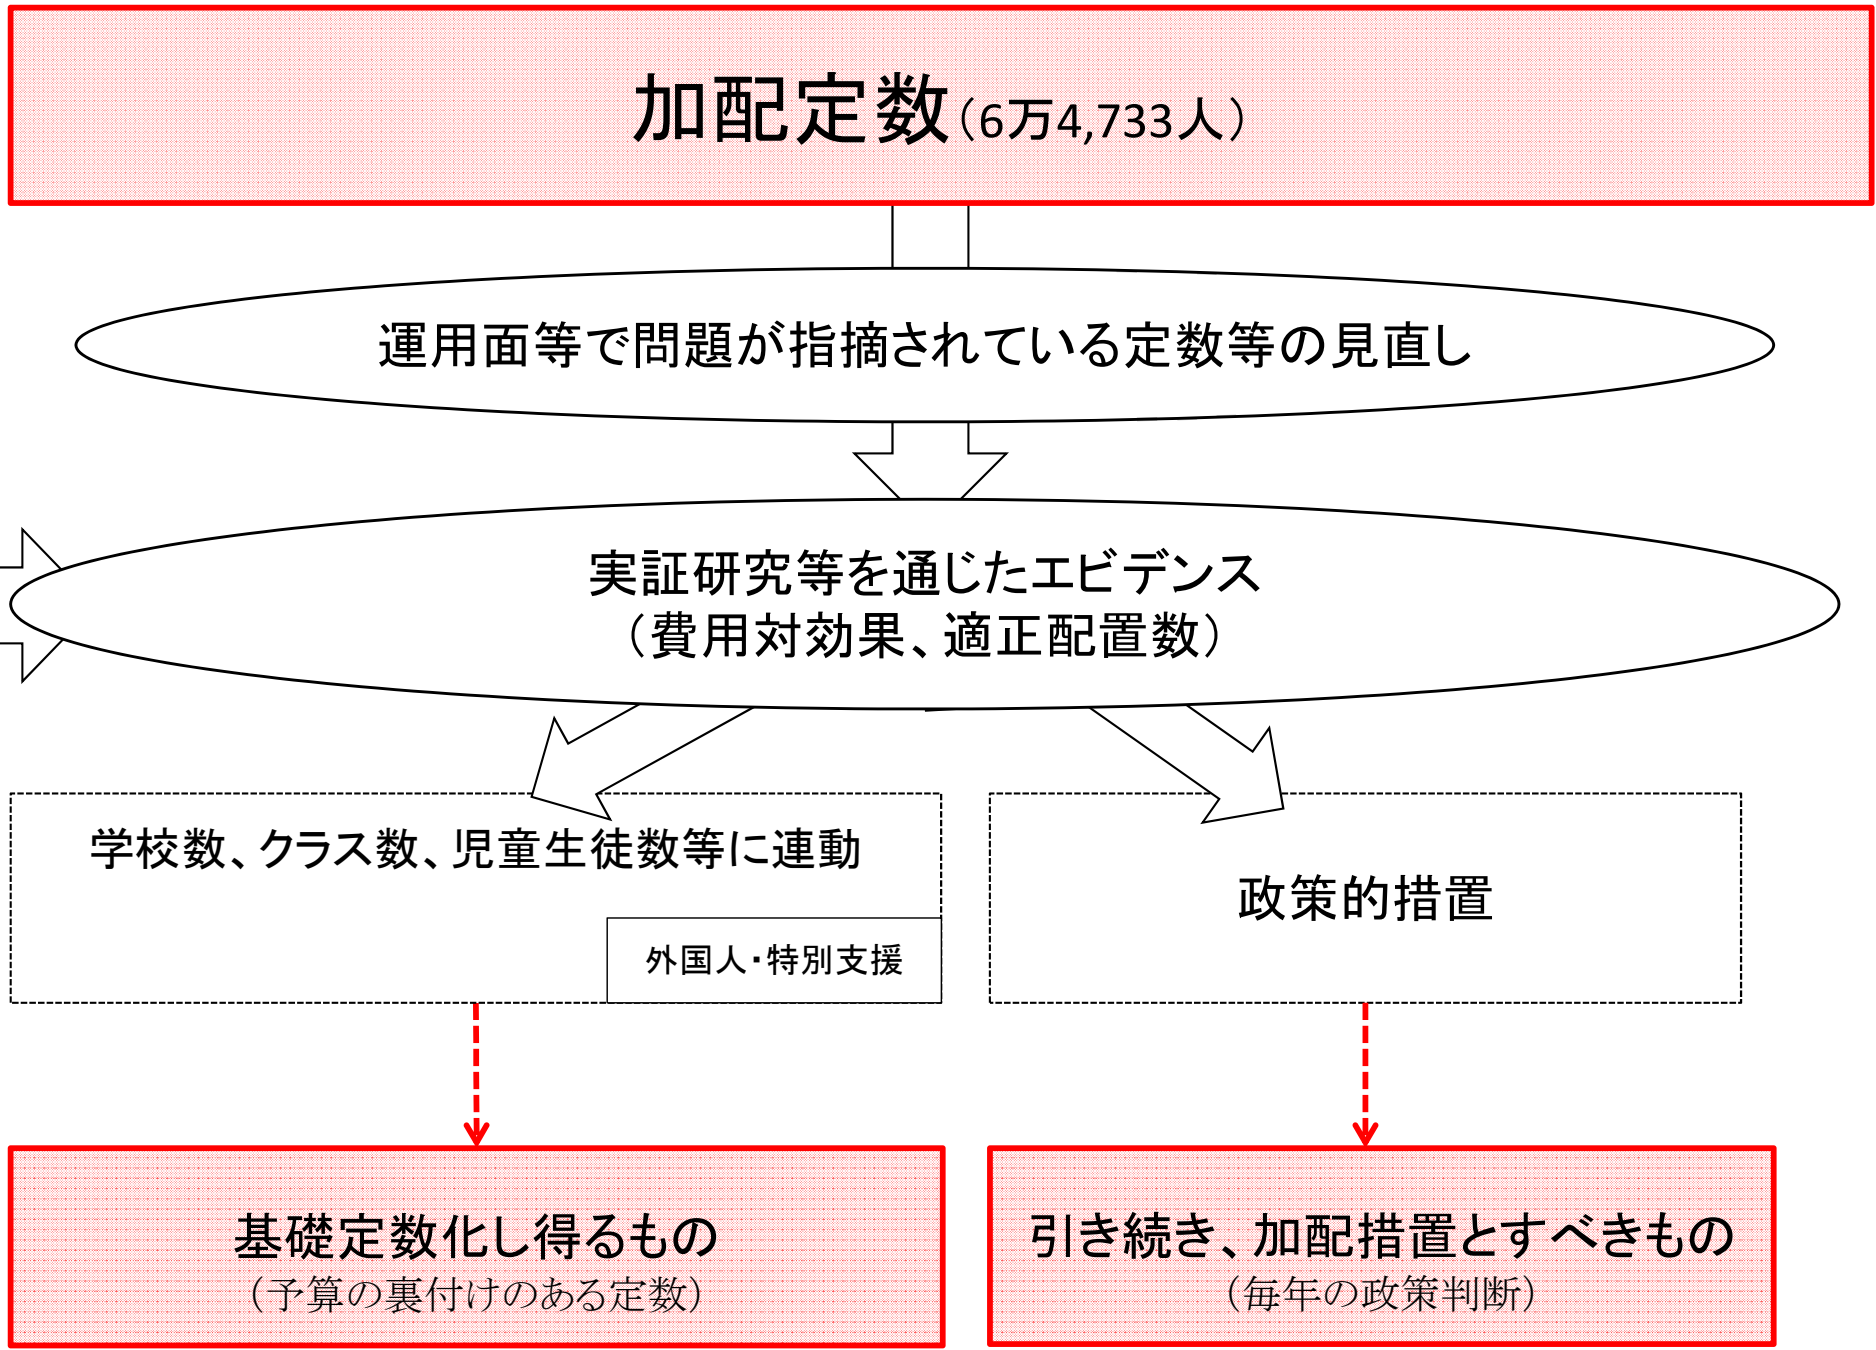 加配定数（6万4,733人）
運用面等で問題が指摘されている定数等の見直し
実証研究等を通じたエビデンス
（費用対効果、適正配置数）
学校数、クラス数、児童生徒数等に連動
外国人・特別支援
政策的措置
基礎定数化し得るもの
（予算の裏付けのある定数）
引き続き、加配措置とすべきもの
（毎年の政策判断）